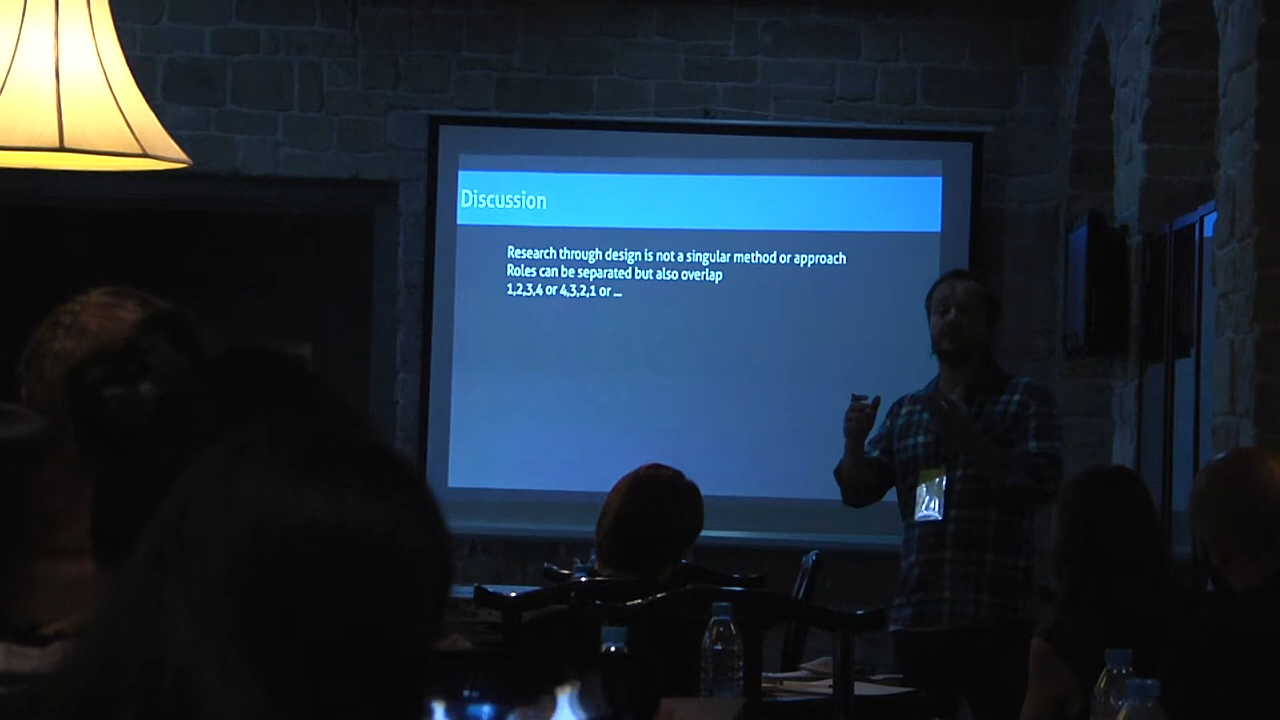 Discussion
Research through design is not a singular method or approach
Roles can be separated but also overlap
1,2,3,4 or 4,3,2,1 or ...